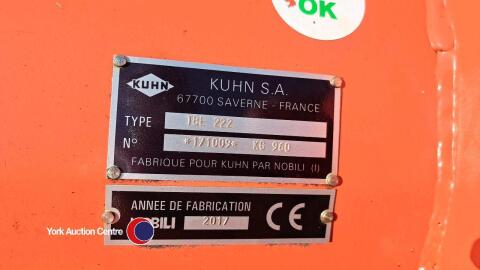 OK
KUHN
KUHN S.A.
67700 SAVERNE - FRANCE
TYPE TBE 222
N° *171009* KG 960
FABRIQUE POUR KUHN PAR NOBILI (I)
ANNEE DE FABRICATION
NOBILI 2017 CE
York Auction Centre